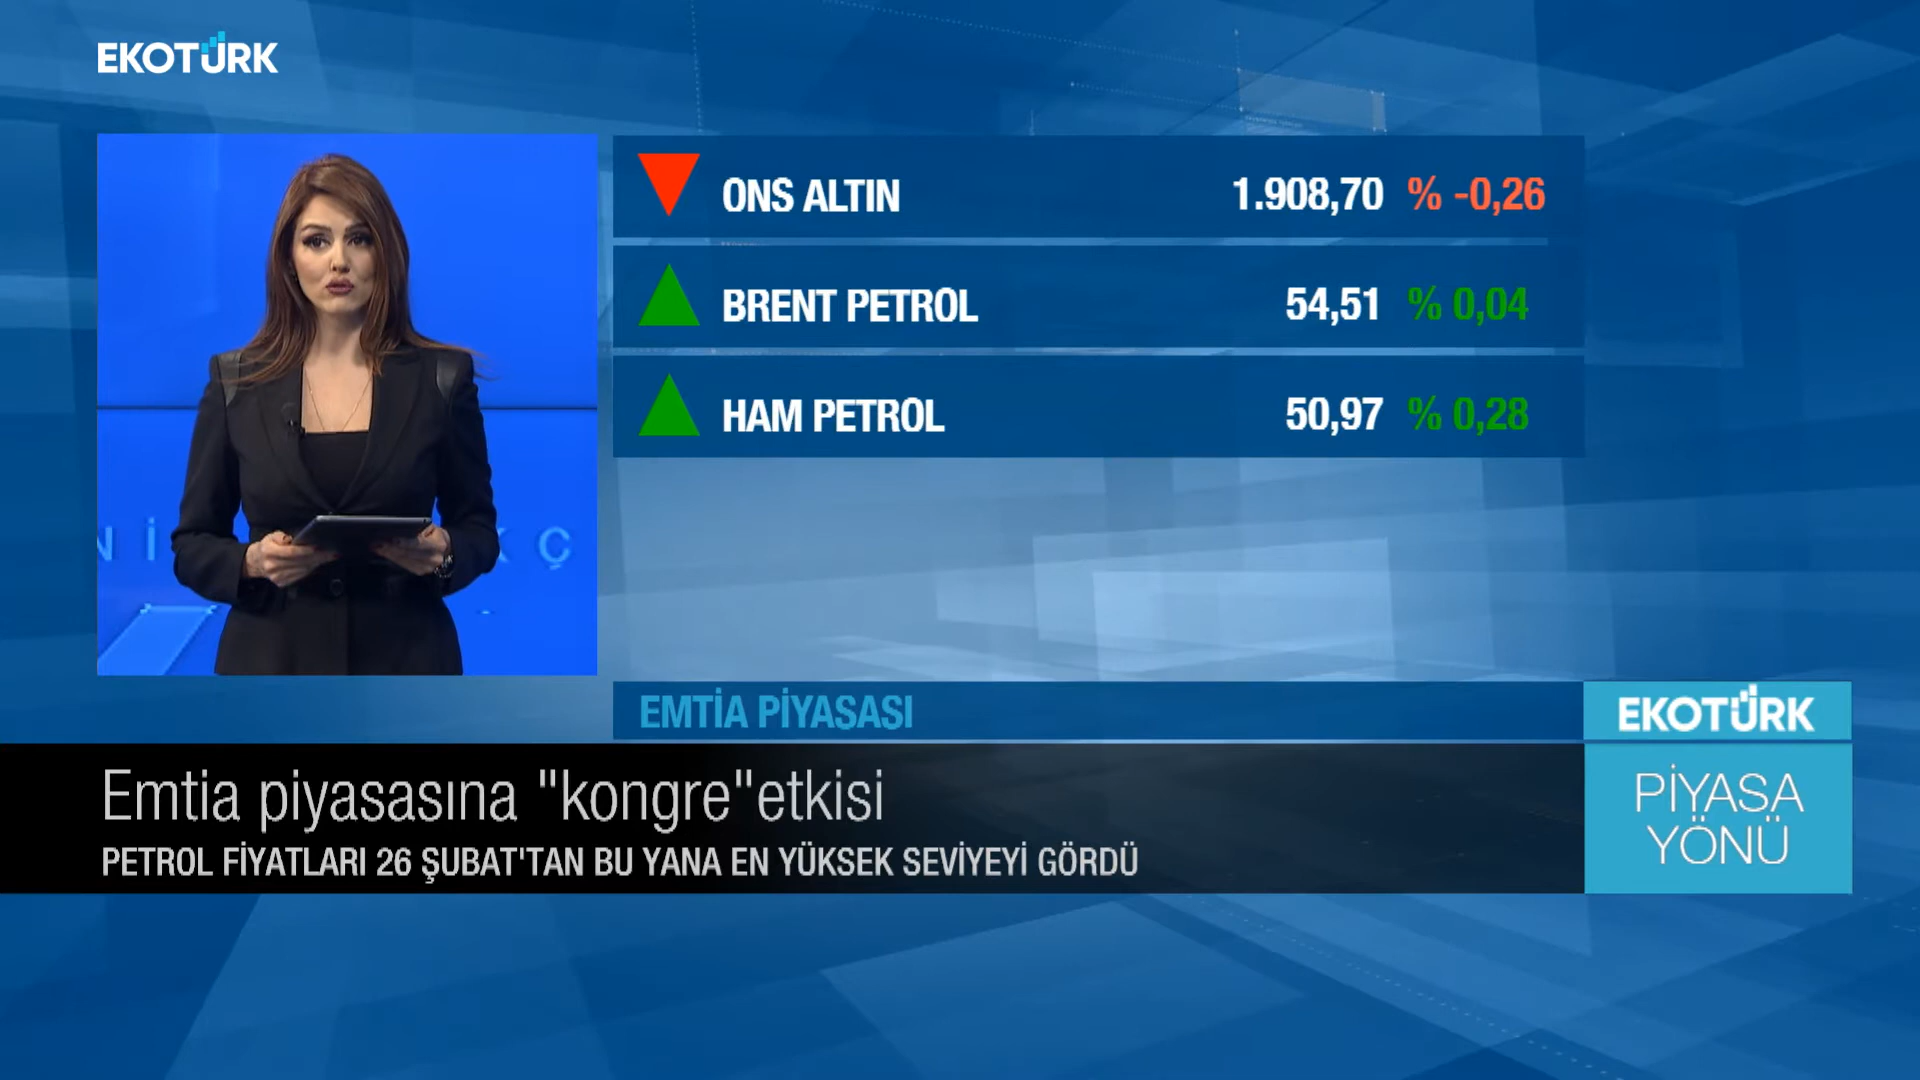 EKOTÜRK
ONS ALTIN 1.908,70 % -0,26
BRENT PETROL 54,51 % 0,04
HAM PETROL 50,97 % 0,28
EMTİA PİYASASI
EKOTÜRK
Emtia piyasasına "kongre"etkisi
PETROL FİYATLARI 26 ŞUBAT'TAN BU YANA EN YÜKSEK SEVİYEYİ GÖRDÜ
PİYASA
YÖNÜ